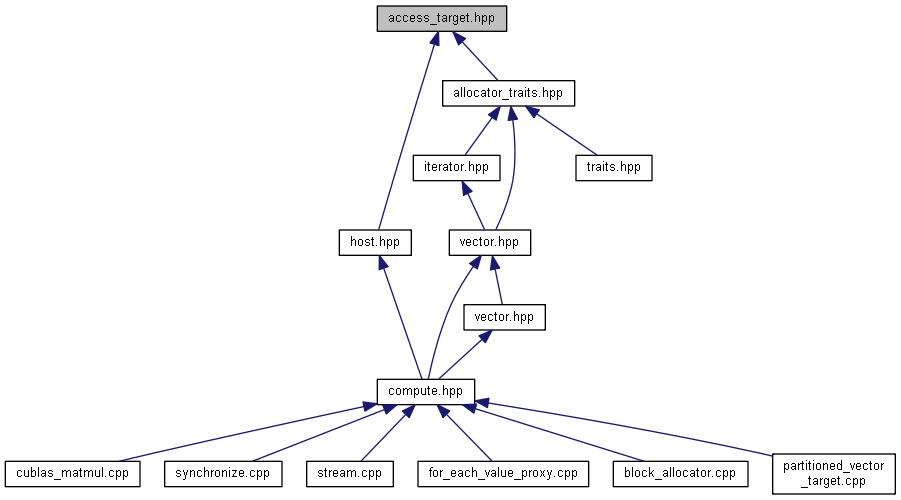 access_target.hpp
allocator_traits.hpp
iterator.hpp
traits.hpp
host.hpp
vector.hpp
vector.hpp
compute.hpp
cublas_matmul.cpp
synchronize.cpp
stream.cpp
for_each_value_proxy.cpp
block_allocator.cpp
partitioned_vector
_target.cpp